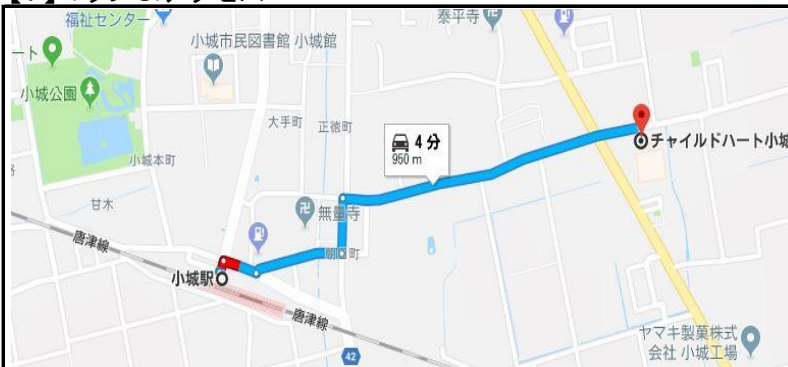 福祉センター
泰平寺
小城市民図書館 小城館
ート
小城公園
大手町
正徳町
4 分
950 m
チャイルドハート小城
小城本町
甘木
無量寺
唐津線
小城駅
唐津線
42
ヤマキ製菓株式
会社 小城工場